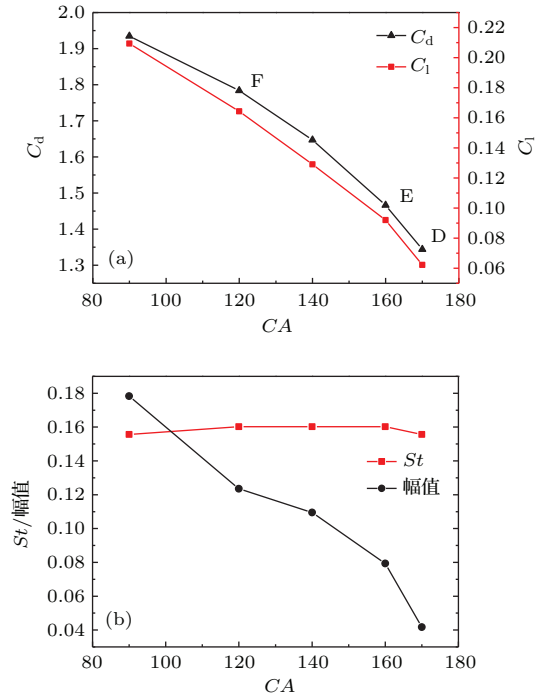 2.0
1.9
1.8
1.7
1.6
1.5
1.4
1.3
C_d
0.22
0.20
0.18
0.16
0.14
0.12
0.10
0.08
0.06
C_l
C_d
C_l
F
E
D
(a)
80 100 120 140 160 180
CA
0.18
0.16
0.14
0.12
0.10
0.08
0.06
0.04
St/幅值
St
幅值
(b)
80 100 120 140 160 180
CA